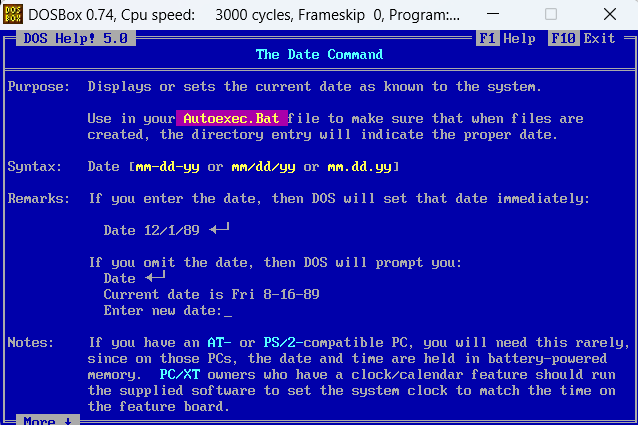 DOS BOX DOSBox 0.74, Cpu speed: 3000 cycles, Frameskip 0, Program:...
DOS Help! 5.0 F1 Help F10 Exit
The Date Command
Purpose: Displays or sets the current date as known to the system.
Use in your Autoexec.Bat file to make sure that when files are
created, the directory entry will indicate the proper date.
Syntax: Date [mm-dd-yy or mm/dd/yy or mm.dd.yy]
Remarks: If you enter the date, then DOS will set that date immediately:
Date 12/1/89 ◄─┘
If you omit the date, then DOS will prompt you:
Date ◄─┘
Current date is Fri 8-16-89
Enter new date:_
Notes: If you have an AT- or PS/2-compatible PC, you will need this rarely,
since on those PCs, the date and time are held in battery-powered
memory. PC/XT owners who have a clock/calendar feature should run
the supplied software to set the system clock to match the time on
the feature board.
More ↓